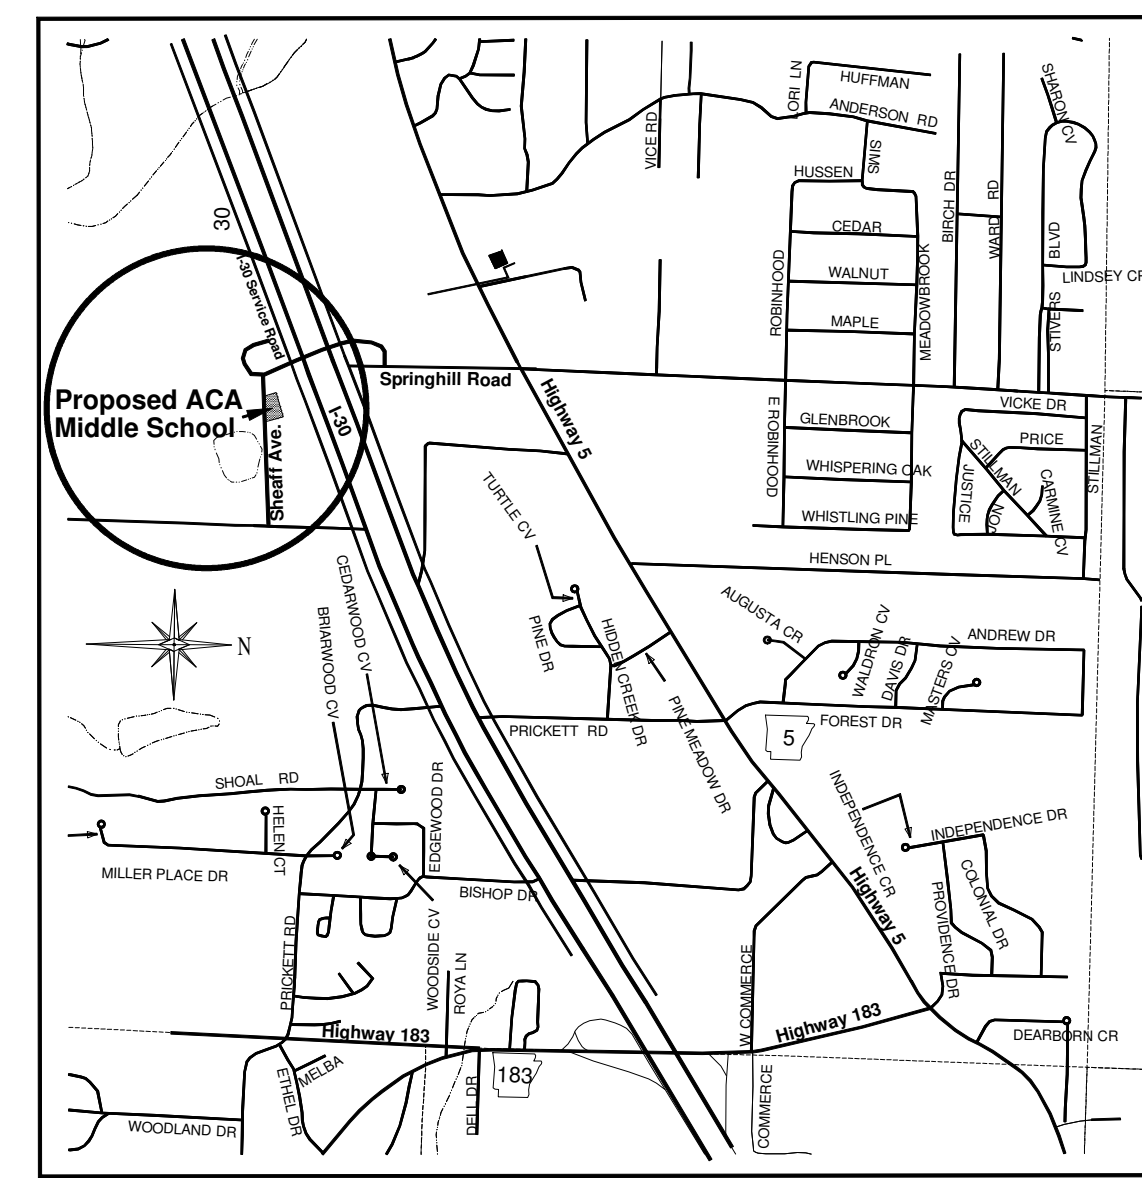 HUFFMAN
LORI LN
ANDERSON RD
SHARON CV
VICE RD
SIMS
HUSSEN
BIRCH DR
WARD RD
30
CEDAR
BLVD
I-30 Service Road
ROBINHOOD
WALNUT
MEADOWBROOK
LINDSEY CR
MAPLE
STIVERS
Springhill Road
Proposed ACA
Middle School
I-30
Highway 5
Sheaff Ave.
E ROBINHOOD
GLENBROOK
VICKE DR
PRICE
STILLMAN
STILLMAN
WHISPERING OAK
JUSTICE
CARMINE CV
TURTLE CV
WHISTLING PINE
HENSON PL
CEDARWOOD CV
BRIARWOOD CV
AUGUSTA CR
PINE DR
HIDDEN CREEK DR
WALDRON CV
DAVIS DR
MASTERS CV
ANDREW DR
N
PRICKETT RD
PINE MEADOW DR
FOREST DR
5
SHOAL RD
EDGEWOOD DR
HELEN CT
INDEPENDENCE CR
INDEPENDENCE DR
MILLER PLACE DR
BISHOP DR
Highway 5
COLONIAL DR
PROVIDENCE DR
PRICKETT RD
WOODSIDE CV
ROYA LN
W COMMERCE
Highway 183
Highway 183
DEARBORN CR
MELBA
183
ETHEL DR
DELL DR
COMMERCE
WOODLAND DR